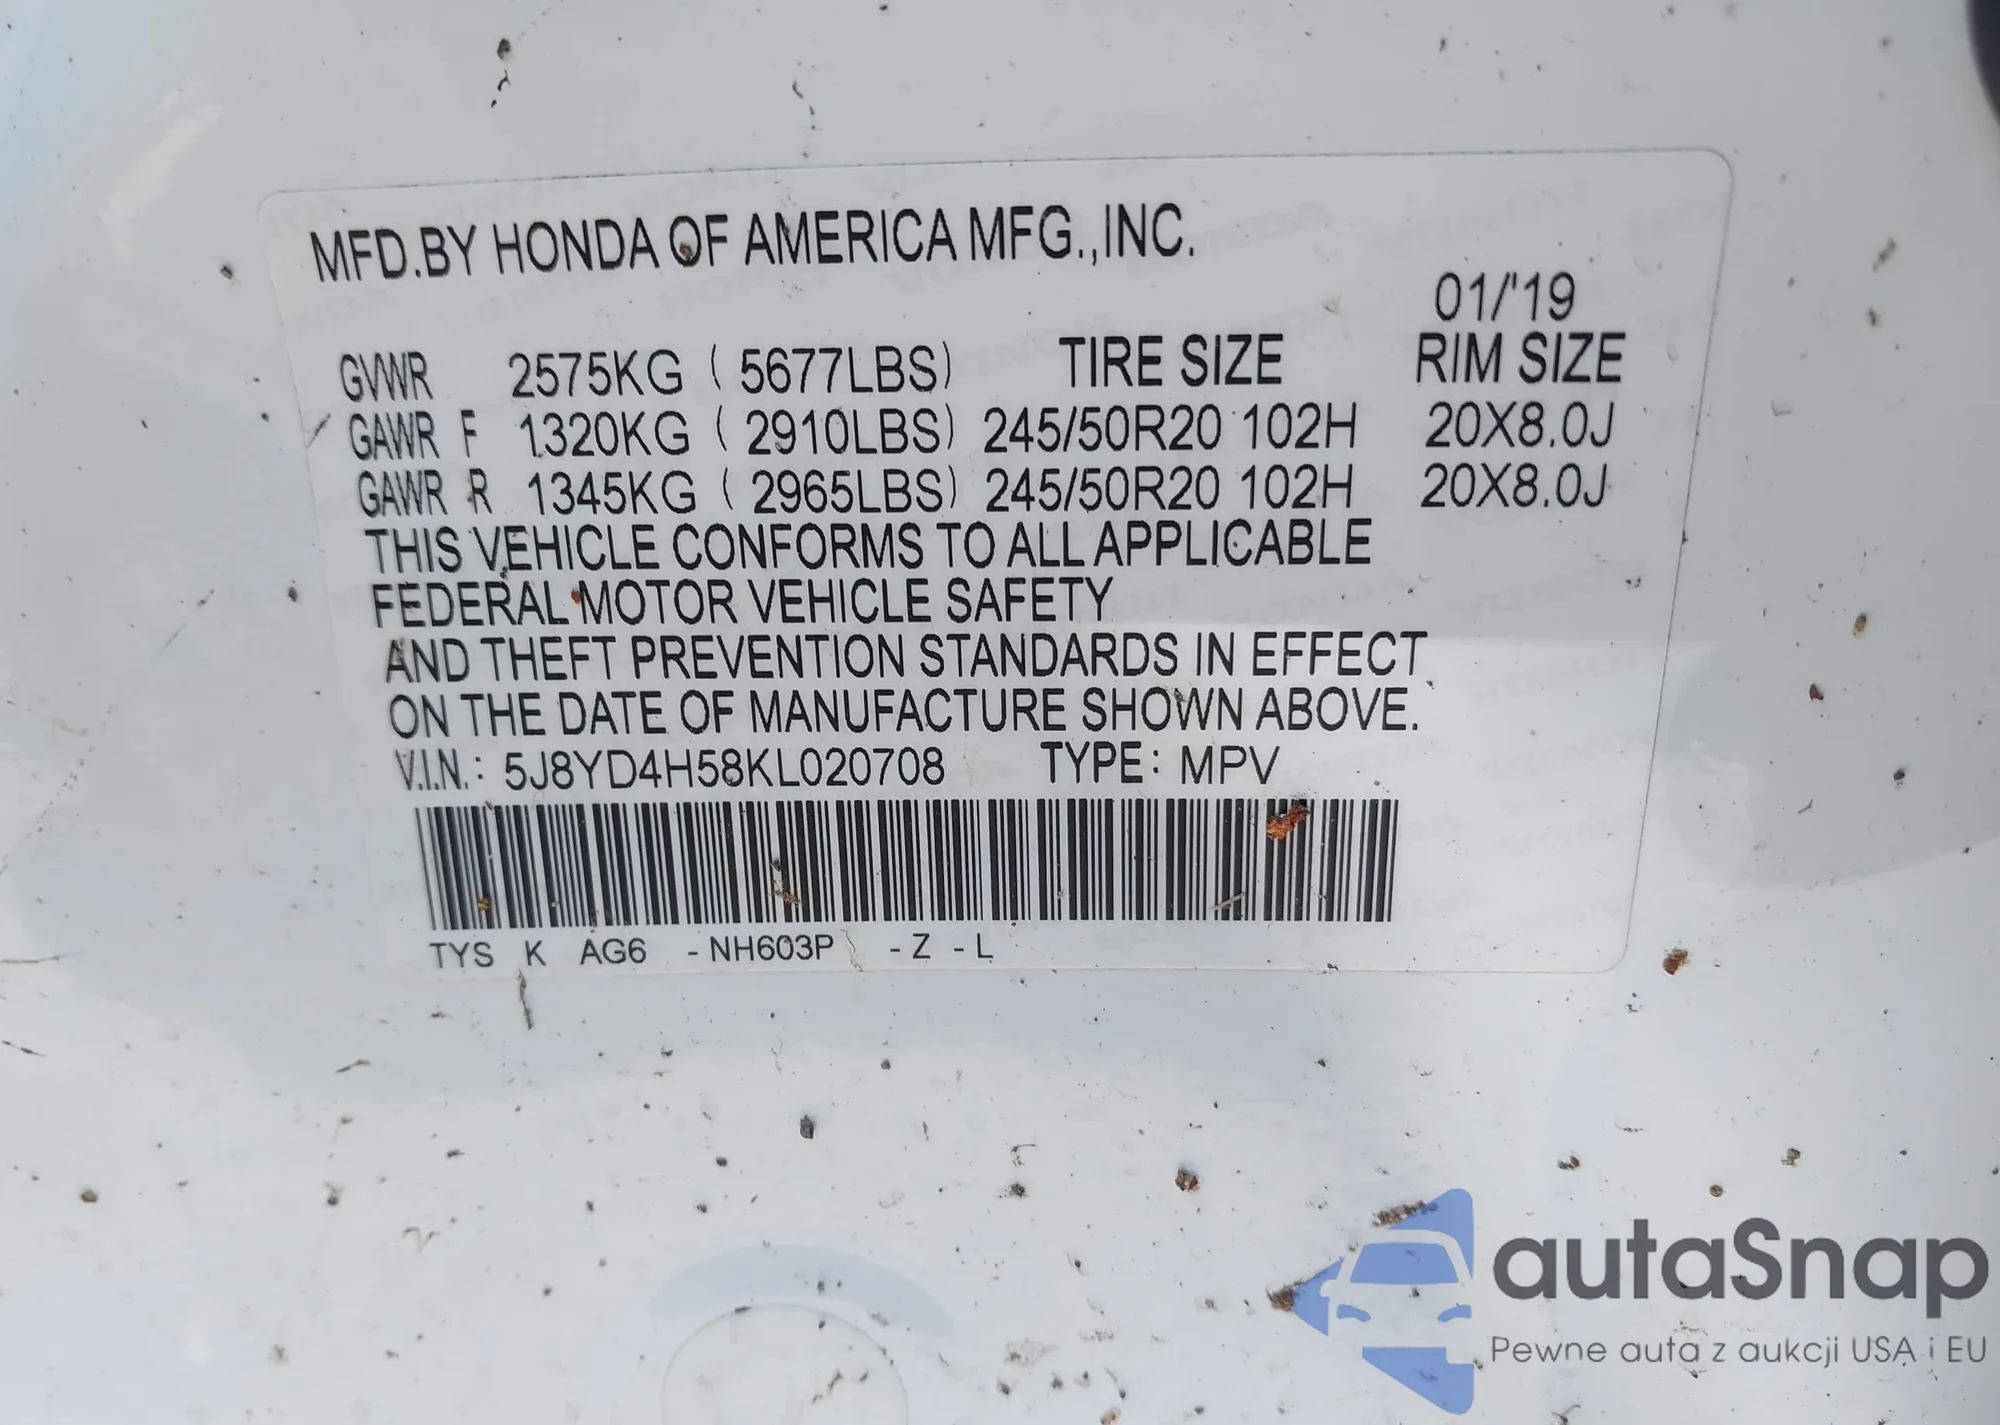 MFD.BY HONDA OF AMERICA MFG.,INC.
01/'19
GVWR 2575KG ( 5677LBS) TIRE SIZE RIM SIZE
GAWR F 1320KG ( 2910LBS) 245/50R20 102H 20X8.0J
GAWR R 1345KG ( 2965LBS) 245/50R20 102H 20X8.0J
THIS VEHICLE CONFORMS TO ALL APPLICABLE
FEDERAL MOTOR VEHICLE SAFETY
AND THEFT PREVENTION STANDARDS IN EFFECT
ON THE DATE OF MANUFACTURE SHOWN ABOVE.
V.I.N.: 5J8YD4H58KL020708 TYPE: MPV
TYS K AG6 -NH603P -Z -L
autaSnap
Pewne auta z aukcji USA i EU